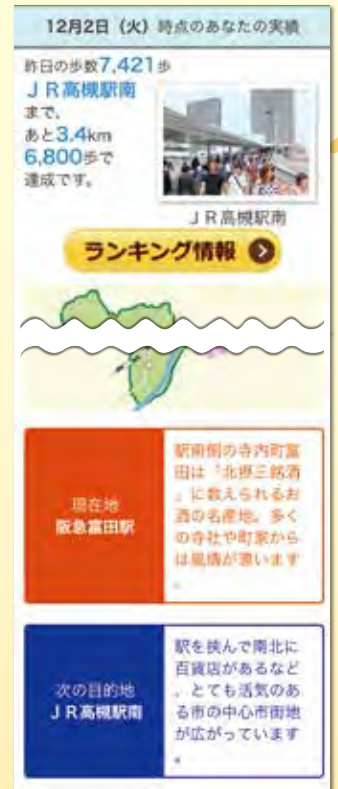 12月2日（火）時点のあなたの実績
昨日の歩数7,421歩
ＪＲ高槻駅南
まで、
あと3.4km
6,800歩で
達成です。
ＪＲ高槻駅南
ランキング情報
現在地
阪急富田駅
駅南側の寺内町富
田は「北摂三銘酒
」に数えられるお
酒の名産地。多く
の寺社や町家から
は風情が漂います
。
次の目的地
ＪＲ高槻駅南
駅を挟んで南北に
百貨店があるなど
、とても活気のあ
る市の中心市街地
が広がっています
。